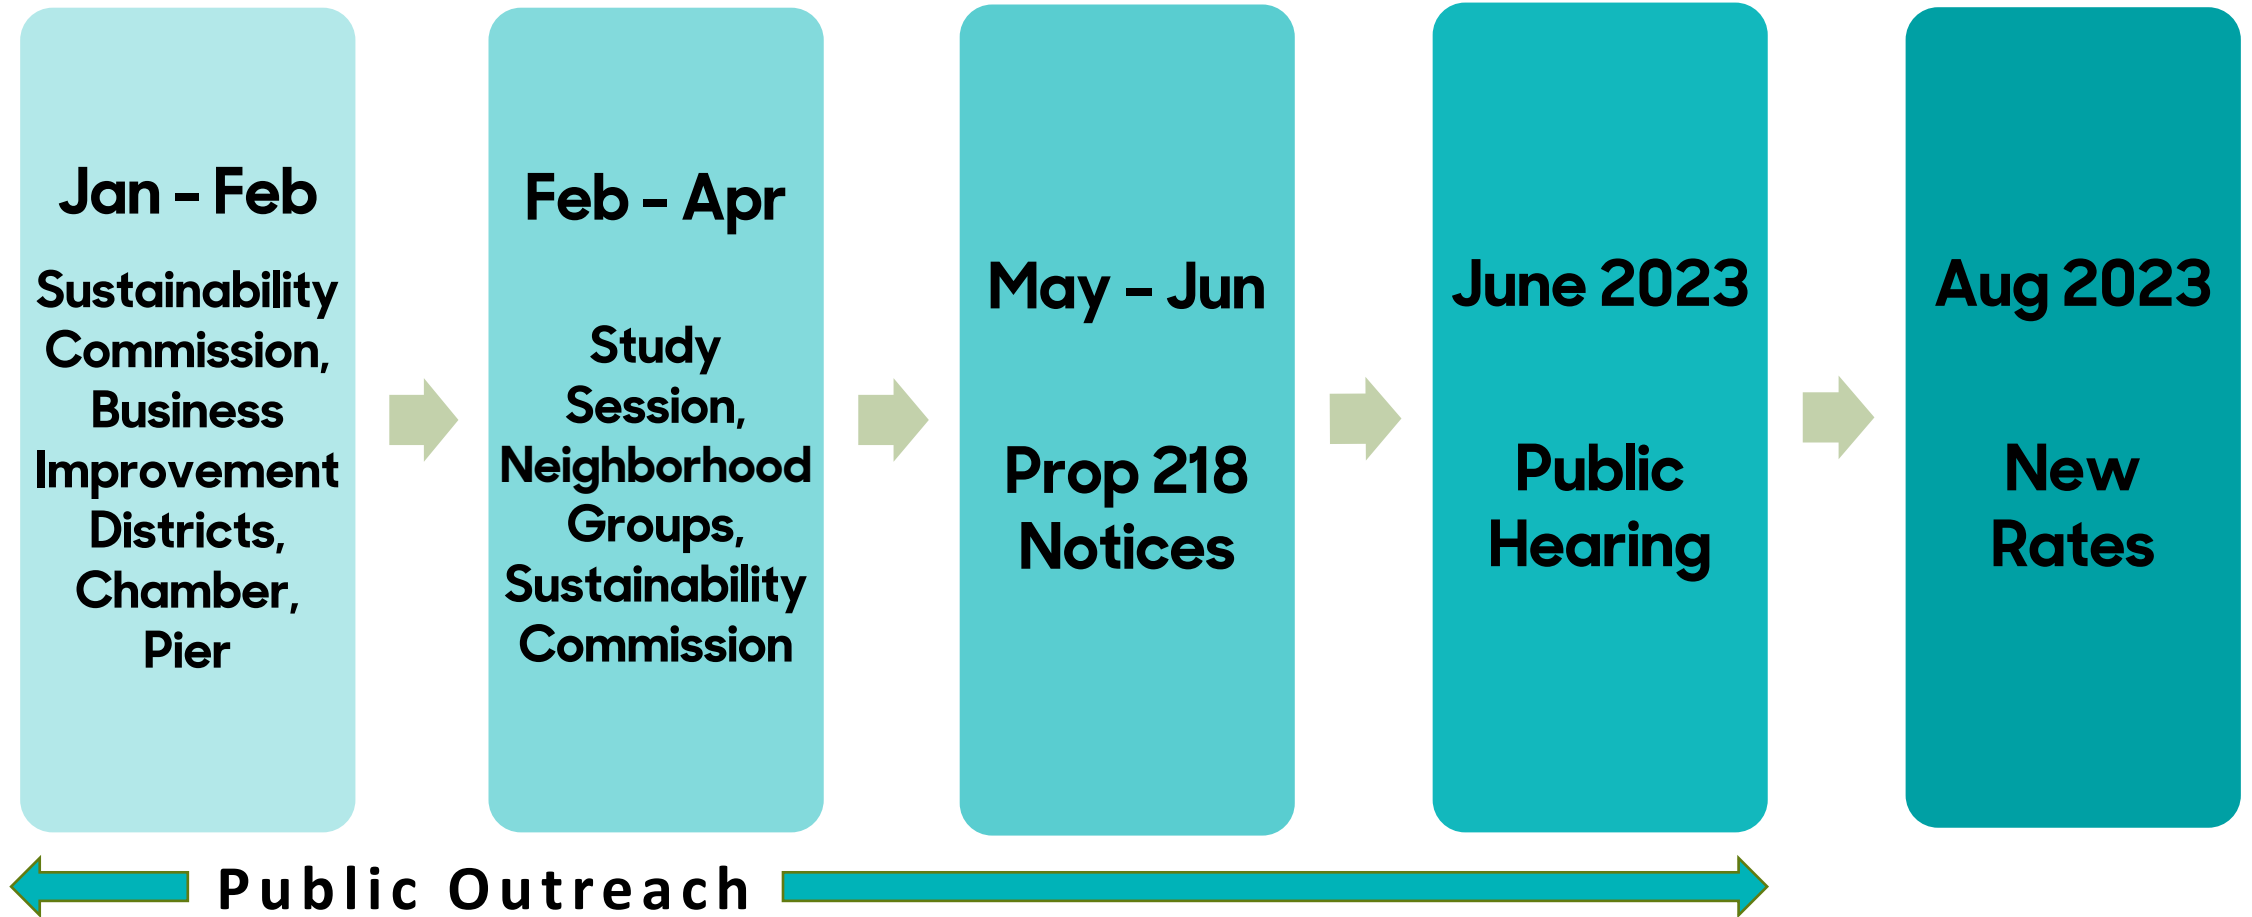 Jan – Feb
Sustainability
Commission,
Business
Improvement
Districts,
Chamber,
Pier
Feb – Apr
Study
Session,
Neighborhood
Groups,
Sustainability
Commission
May – Jun
Prop 218
Notices
June 2023
Public
Hearing
Aug 2023
New
Rates
Public Outreach